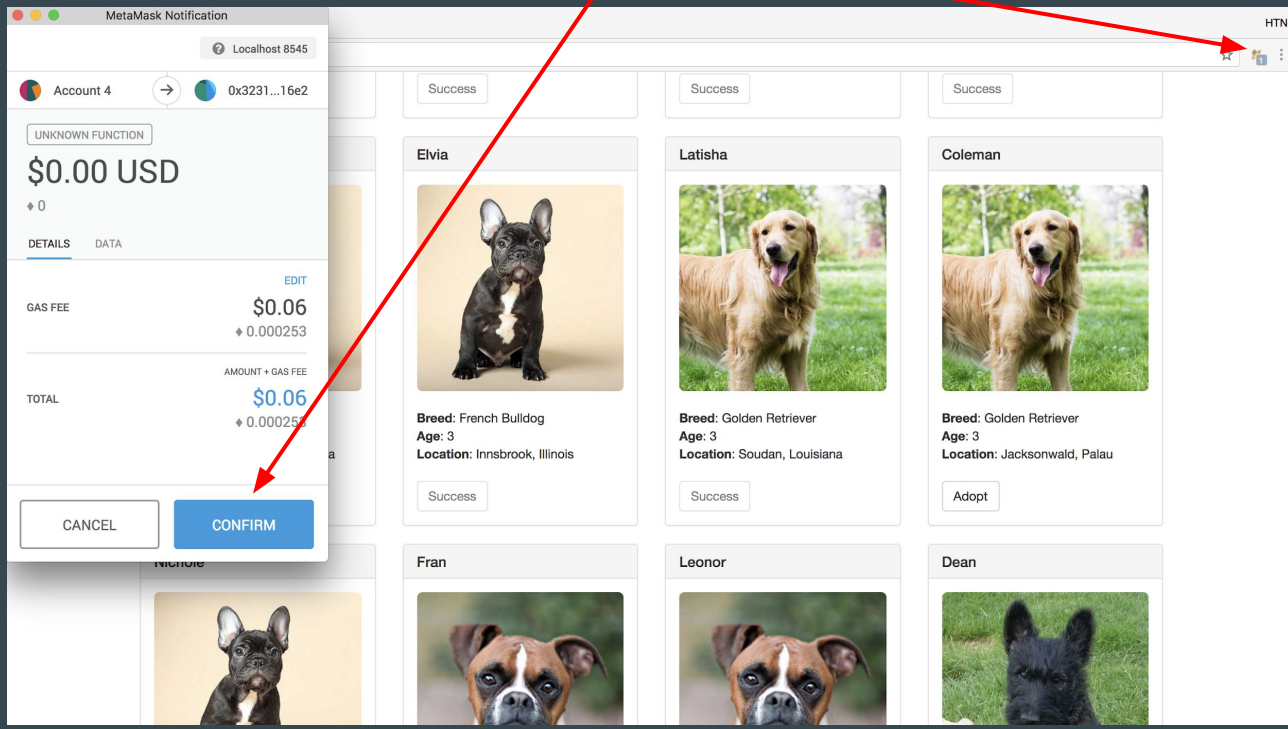 MetaMask Notification
Localhost 8545
Account 4
0x3231...16e2
UNKNOWN FUNCTION
$0.00 USD
0
DETAILS
DATA
EDIT
GAS FEE
$0.06
0.000253
AMOUNT + GAS FEE
TOTAL
$0.06
0.000253
CANCEL
CONFIRM
HTN
1
Success
Success
Success
a
Elvia
Breed: French Bulldog
Age: 3
Location: Innsbrook, Illinois
Success
Latisha
Breed: Golden Retriever
Age: 3
Location: Soudan, Louisiana
Success
Coleman
Breed: Golden Retriever
Age: 3
Location: Jacksonwald, Palau
Adopt
Nichole
Fran
Leonor
Dean